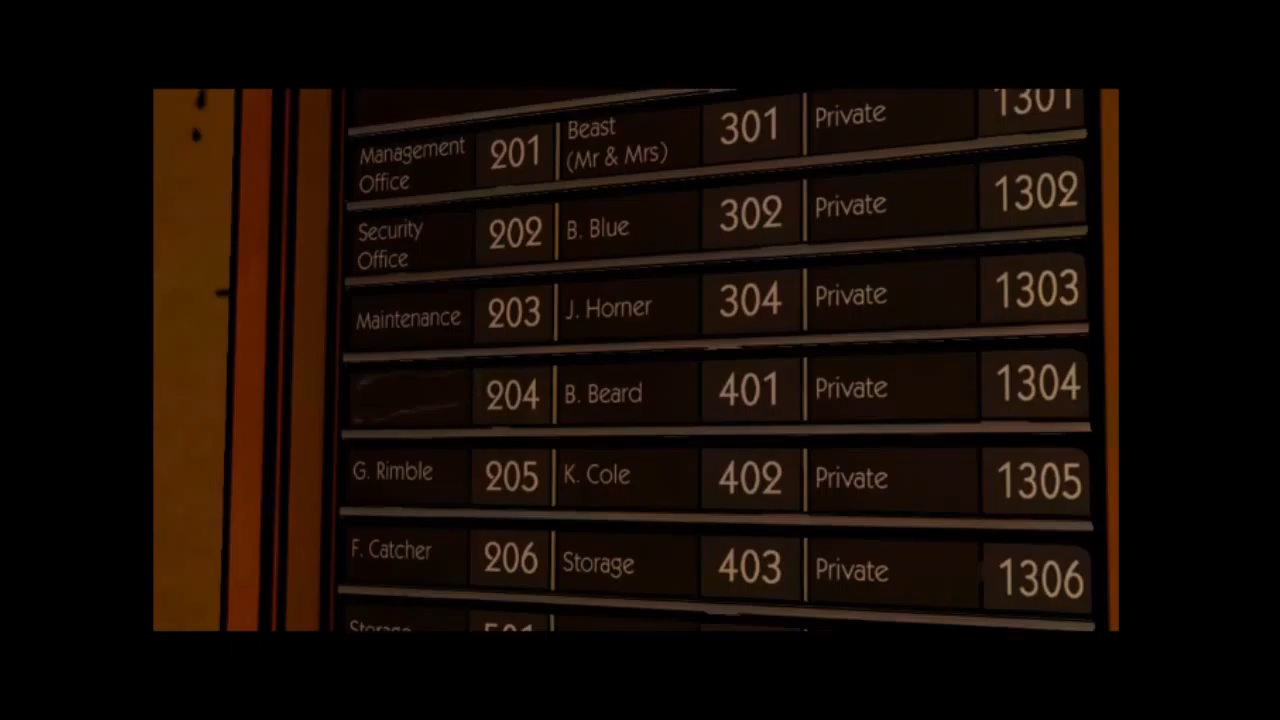 Management Office 201
Beast (Mr & Mrs) 301
Private 1301
Security Office 202
B. Blue 302
Private 1302
Maintenance 203
J. Horner 304
Private 1303
204
B. Beard 401
Private 1304
G. Rimble 205
K. Cole 402
Private 1305
F. Catcher 206
Storage 403
Private 1306
Storage 501